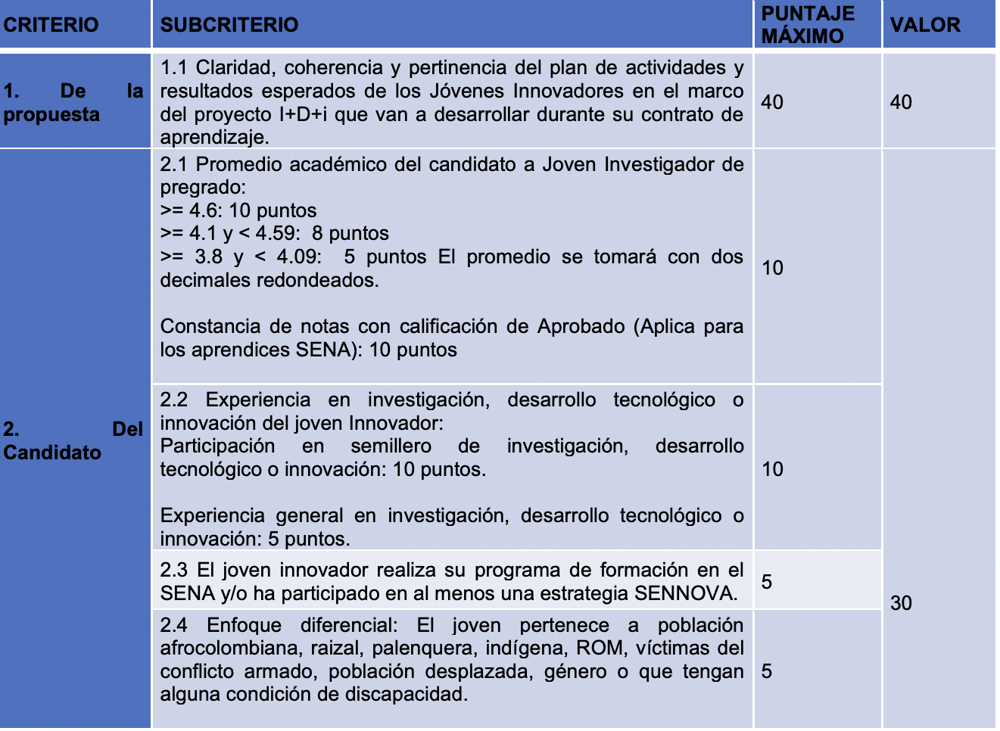 CRITERIO
SUBCRITERIO
PUNTAJE
MÁXIMO
VALOR
1. De la
propuesta
1.1 Claridad, coherencia y pertinencia del plan de actividades y
resultados esperados de los Jóvenes Innovadores en el marco
del proyecto I+D+i que van a desarrollar durante su contrato de
aprendizaje.
40
40
2. Del
Candidato
2.1 Promedio académico del candidato a Joven Investigador de
pregrado:
>= 4.6: 10 puntos
>= 4.1 y < 4.59:  8 puntos
>= 3.8 y < 4.09:  5 puntos El promedio se tomará con dos
decimales redondeados.
Constancia de notas con calificación de Aprobado (Aplica para
los aprendices SENA): 10 puntos
10
2.2 Experiencia en investigación, desarrollo tecnológico o
innovación del joven Innovador:
Participación en semillero de investigación, desarrollo
tecnológico o innovación: 10 puntos.
Experiencia general en investigación, desarrollo tecnológico o
innovación: 5 puntos.
10
2.3 El joven innovador realiza su programa de formación en el
SENA y/o ha participado en al menos una estrategia SENNOVA.
5
2.4 Enfoque diferencial: El joven pertenece a población
afrocolombiana, raizal, palenquera, indígena, ROM, víctimas del
conflicto armado, población desplazada, género o que tengan
alguna condición de discapacidad.
5
30